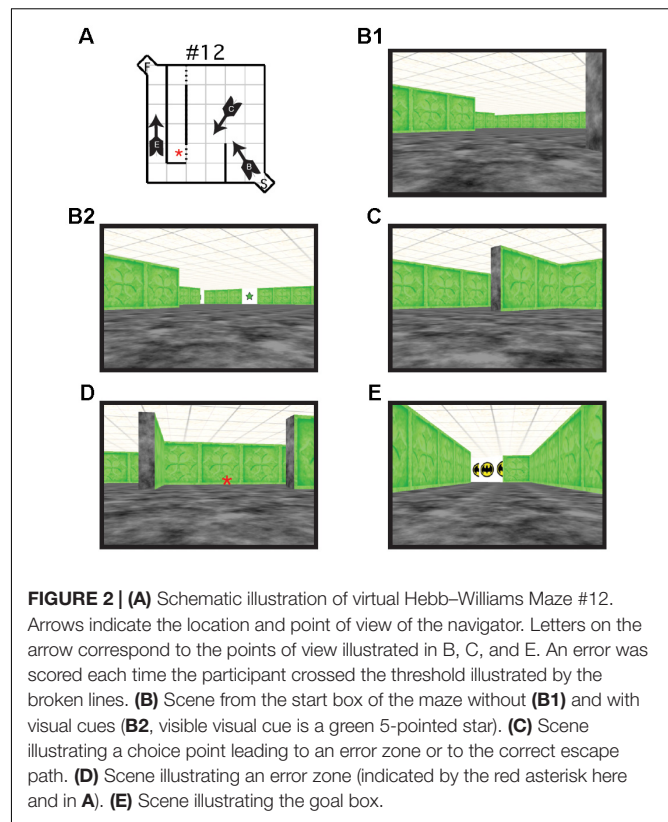 A
#12
F
C
E
*
B
S
B1
B2
C
D
*
E
FIGURE 2 | (A) Schematic illustration of virtual Hebb–Williams Maze #12.
Arrows indicate the location and point of view of the navigator. Letters on the
arrow correspond to the points of view illustrated in B, C, and E. An error was
scored each time the participant crossed the threshold illustrated by the
broken lines. (B) Scene from the start box of the maze without (B1) and with
visual cues (B2, visible visual cue is a green 5-pointed star). (C) Scene
illustrating a choice point leading to an error zone or to the correct escape
path. (D) Scene illustrating an error zone (indicated by the red asterisk here
and in A). (E) Scene illustrating the goal box.